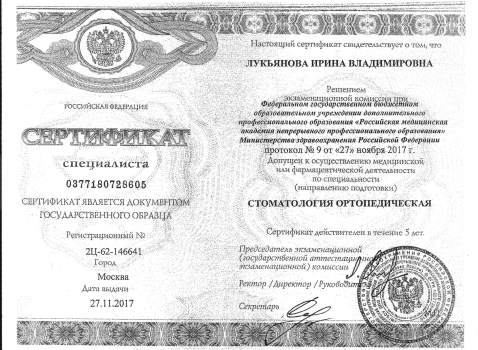 РОССИЙСКАЯ ФЕДЕРАЦИЯ
СЕРТИФИКАТ
специалиста
0377180728605
СЕРТИФИКАТ ЯВЛЯЕТСЯ ДОКУМЕНТОМ
ГОСУДАРСТВЕННОГО ОБРАЗЦА
Регистрационный №
2Ц-62-146641
Город
Москва
Дата выдачи
27.11.2017
Настоящий сертификат свидетельствует о том, что
ЛУКЬЯНОВА ИРИНА ВЛАДИМИРОВНА
Решением
экзаменационной комиссии при
Федеральном государственном бюджетном
образовательном учреждении дополнительного
профессионального образования «Российская медицинская
академия непрерывного профессионального образования»
Министерства здравоохранения Российской Федерации
протокол № 9 от «27» ноября 2017 г.
Допущен к осуществлению медицинской
или фармацевтической деятельности
по специальности
(направлению подготовки)
СТОМАТОЛОГИЯ ОРТОПЕДИЧЕСКАЯ
Сертификат действителен в течение 5 лет.
Председатель экзаменационной
(государственной аттестационной,
экзаменационной) комиссии
Ректор /Директор /Руководитель
Секретарь